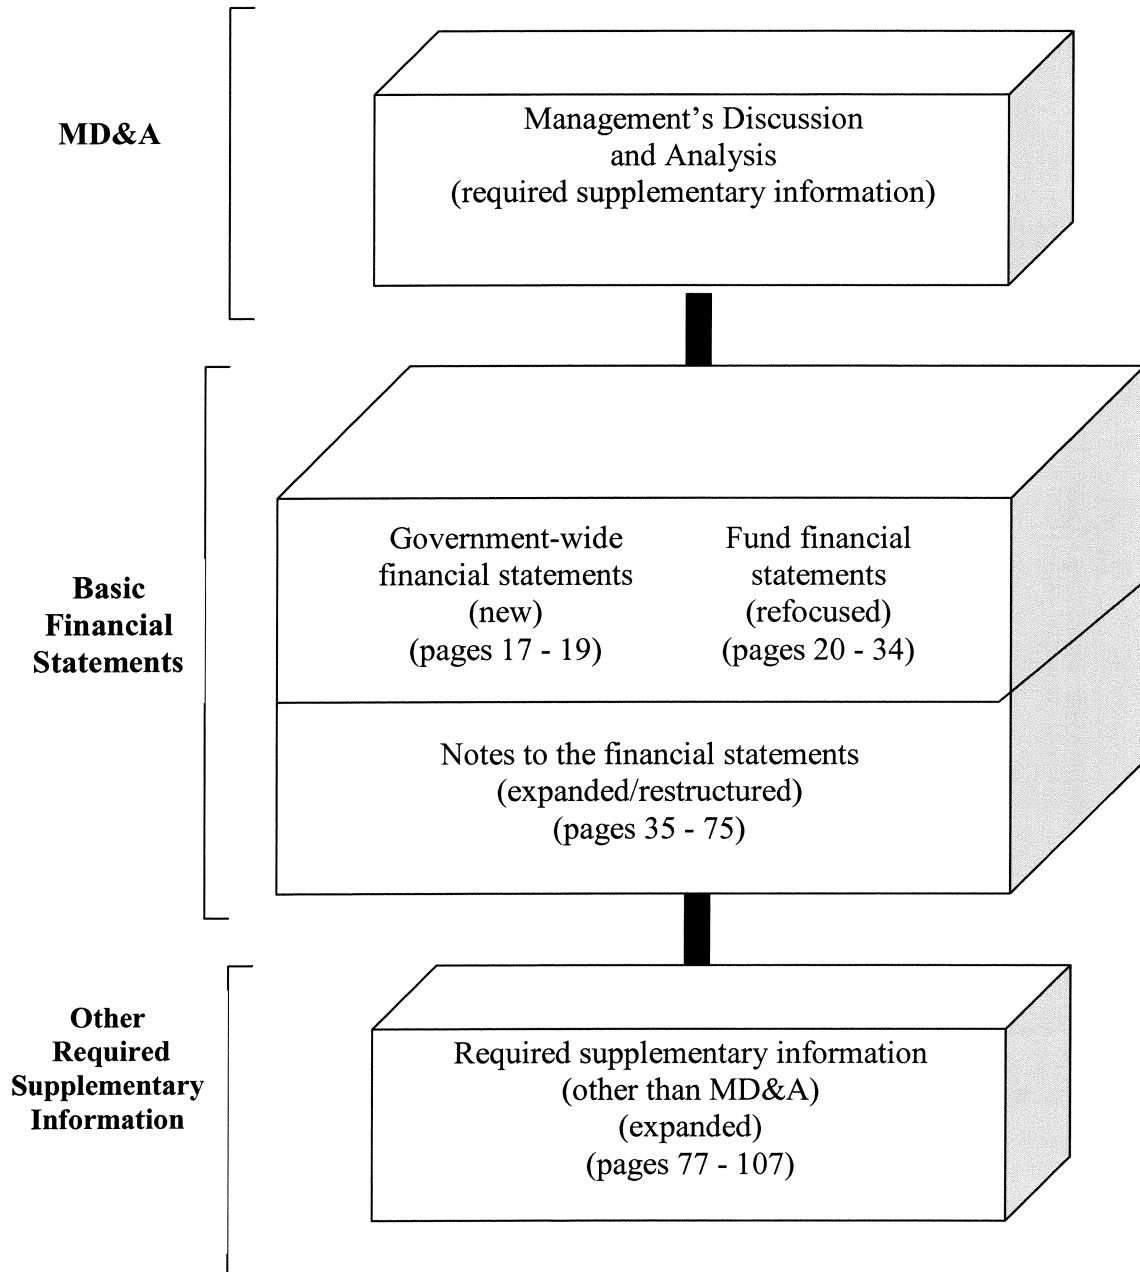 MD&A
Management’s Discussion
and Analysis
(required supplementary information)
Basic
Financial
Statements
Government-wide
financial statements
(new)
(pages 17 - 19)
Fund financial
statements
(refocused)
(pages 20 - 34)
Notes to the financial statements
(expanded/restructured)
(pages 35 - 75)
Other
Required
Supplementary
Information
Required supplementary information
(other than MD&A)
(expanded)
(pages 77 - 107)